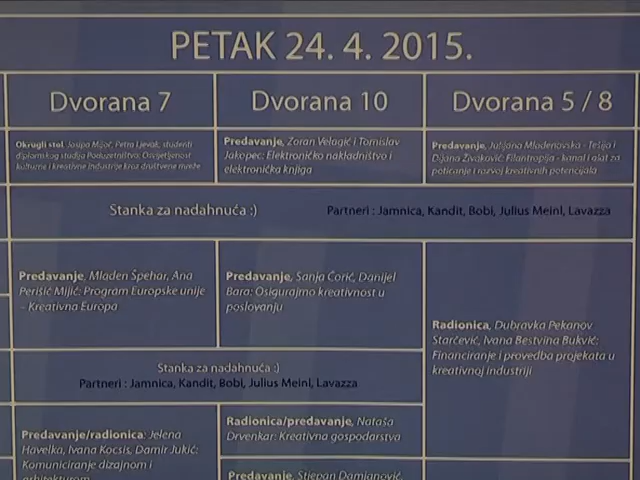 PETAK 24. 4. 2015.
Dvorana 7
Dvorana 10
Dvorana 5 / 8
Okrugli stol, Josipa Mijoč, Petra Ljevak, studenti
diplomskog studija Poduzetništvo: Osviještenost
kulturne i kreativne industrije kroz društvene mreže
Predavanje, Zoran Velagić i Tomislav
Jakopec: Elektroničko nakladništvo i
elektronička knjiga
Predavanje, Julijana Mladenovska - Tešija i
Dijana Živaković: Filantropija - kanal i alat za
poticanje i razvoj kreativnih potencijala
Stanka za nadahnuća :) Partneri : Jamnica, Kandit, Bobi, Julius Meinl, Lavazza
Predavanje, Mladen Špehar, Ana
Perišić Mijić: Program Europske unije
– Kreativna Europa
Predavanje, Sanja Ćorić, Danijel
Bara: Osigurajmo kreativnost u
poslovanju
Radionica, Dubravka Pekanov
Starčević, Ivana Bestvina Bukvić:
Financiranje i provedba projekata u
kreativnoj industriji
Stanka za nadahnuća :)
Partneri : Jamnica, Kandit, Bobi, Julius Meinl, Lavazza
Predavanje/radionica: Jelena
Havelka, Ivana Kocsis, Damir Jukić:
Komuniciranje dizajnom i
arhitekturom
Radionica/predavanje, Nataša
Drvenkar: Kreativna gospodarstva
Predavanje, Stjepan Damjanović,